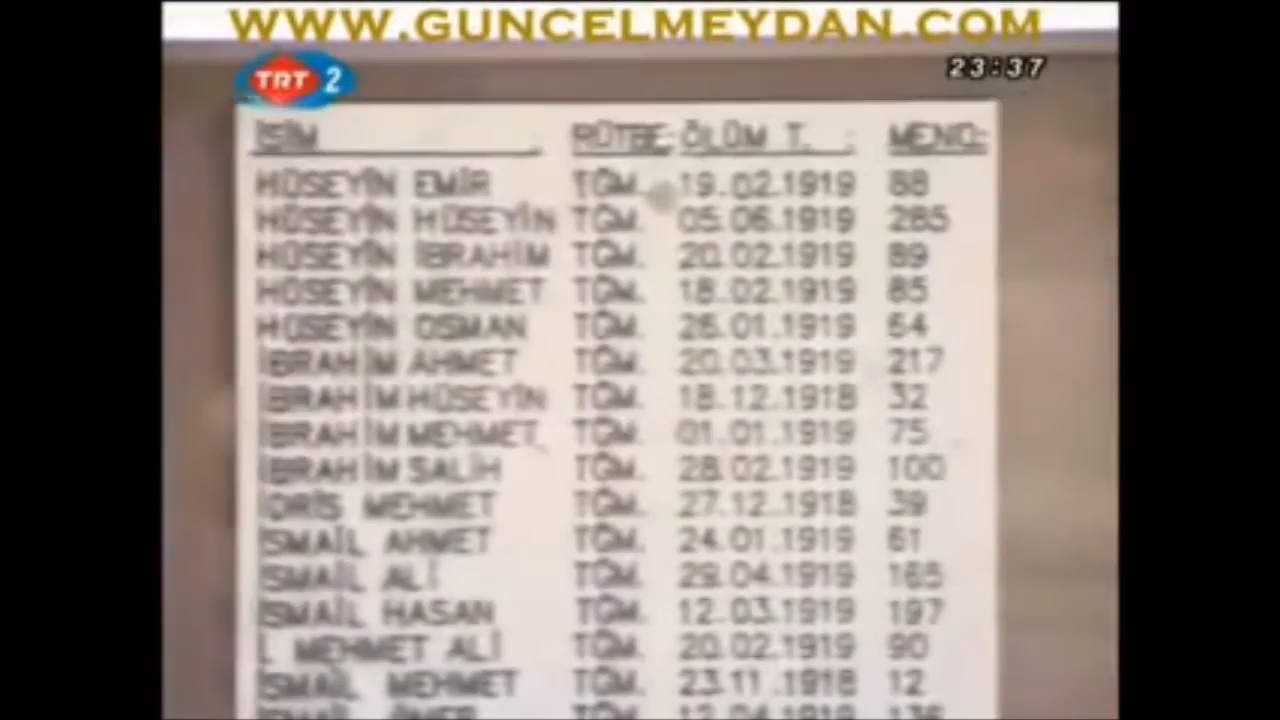 WWW.GUNCELMEYDAN.COM
TRT 2
23:37
İSİM RÜTBE: ÖLÜM T. : MENO:
HÜSEYİN EMİR TĞM. 19.02.1919 88
HÜSEYİN HÜSEYİN TĞM. 05.06.1919 285
HÜSEYİN İBRAHİM TĞM. 20.02.1919 89
HÜSEYİN MEHMET TĞM. 18.02.1919 85
HÜSEYİN OSMAN TĞM. 26.01.1919 64
İBRAHİM AHMET TĞM. 20.03.1919 217
İBRAHİM HÜSEYİN TĞM. 18.12.1918 32
İBRAHİM MEHMET TĞM. 01.01.1919 75
İBRAHİM SALİH TĞM. 28.02.1919 100
İDRİS MEHMET TĞM. 27.12.1918 39
İSMAİL AHMET TĞM. 24.01.1919 61
İSMAİL ALİ TĞM. 29.04.1919 165
İSMAİL HASAN TĞM. 12.03.1919 197
İ. MEHMET ALİ TĞM. 20.02.1919 90
İSMAİL MEHMET TĞM. 23.11.1918 12